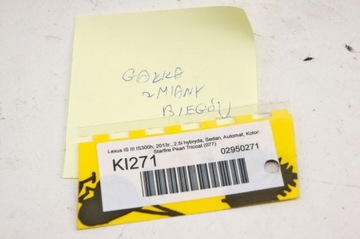 GAŁKA
ZMIANY
BIEGÓW
Lexus IS III IS300h, 2013r., 2.5i hybryda, Sedan, Automat, Kolor:
Starfire Pearl Tricoat (077)
KI271 02950271